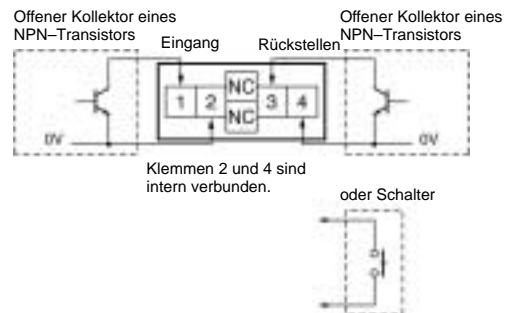 Offener Kollektor eines
NPN–Transistors
Eingang
Rückstellen
Offener Kollektor eines
NPN–Transistors
NC
1 2 3 4
NC
0V
0V
Klemmen 2 und 4 sind
intern verbunden.
oder Schalter